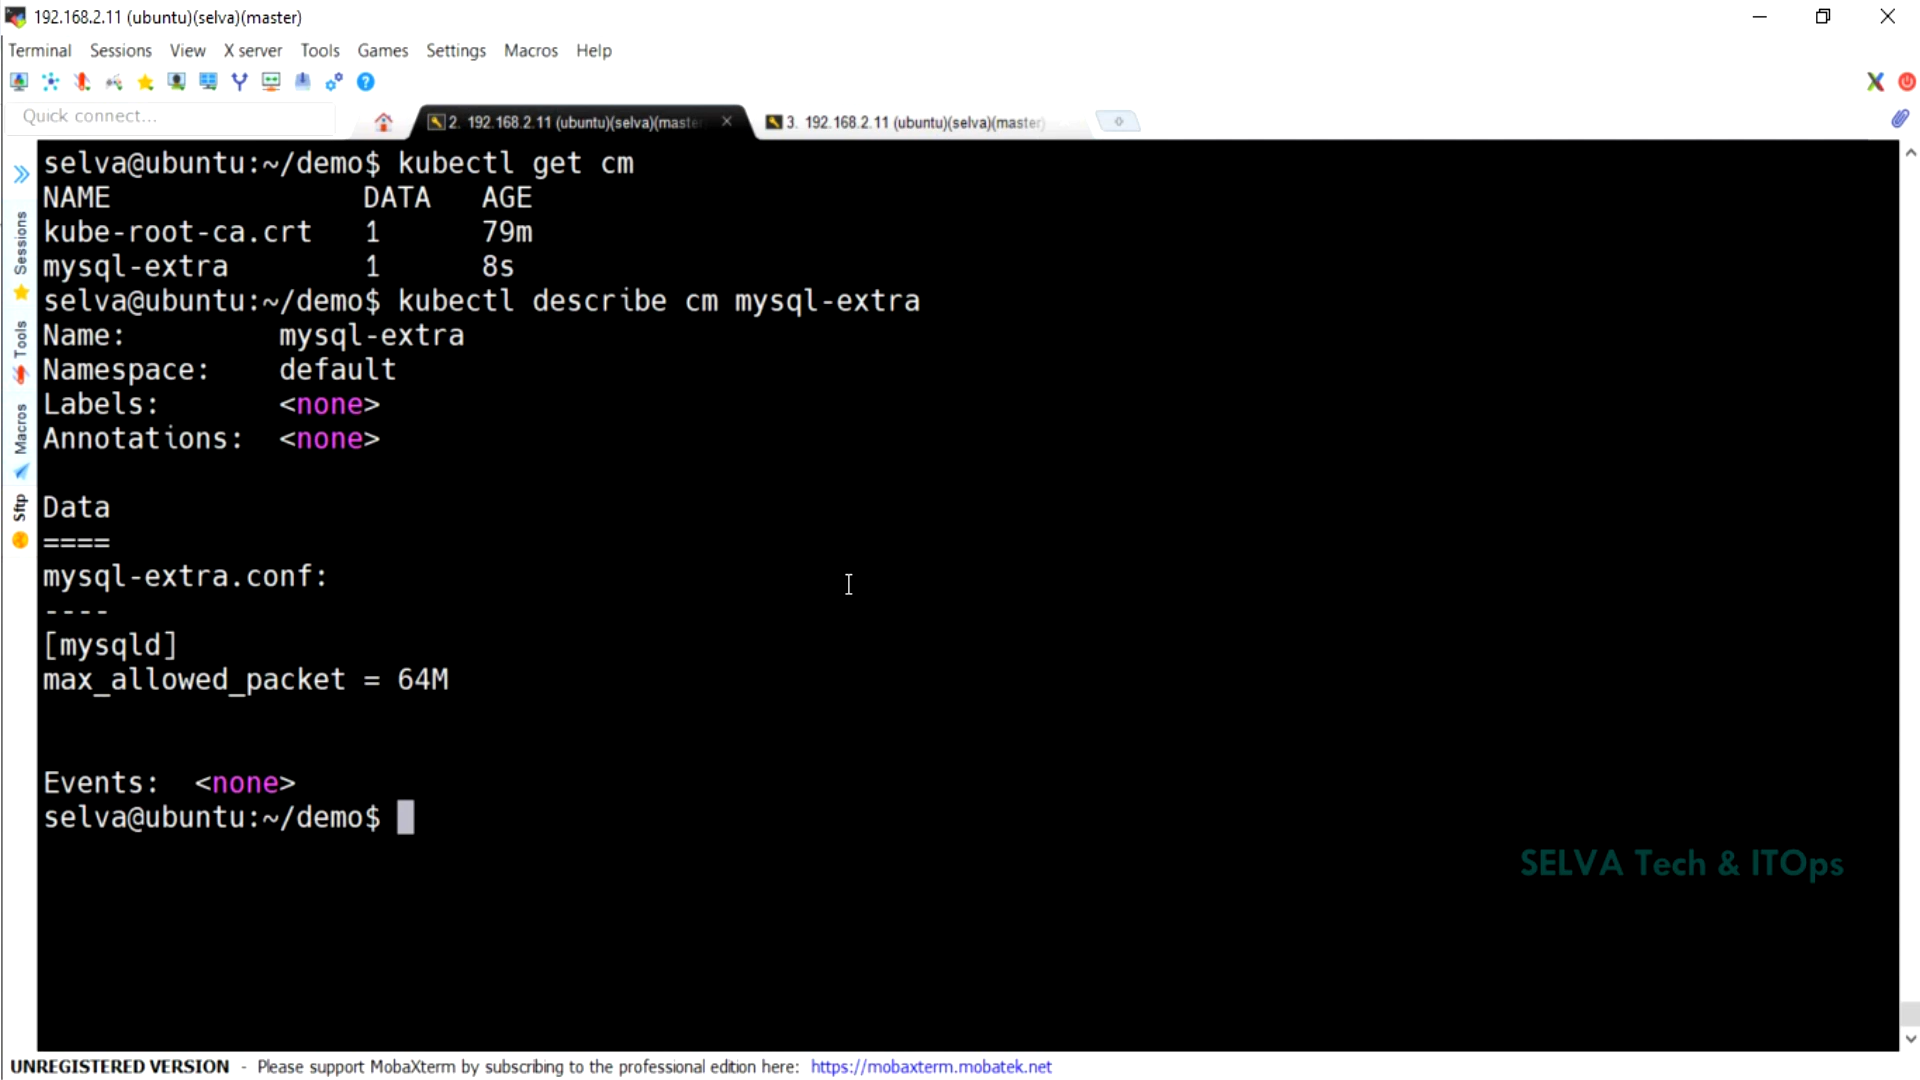 192.168.2.11 (ubuntu)(selva)(master)
Terminal Sessions View X server Tools Games Settings Macros Help
Quick connect...
2. 192.168.2.11 (ubuntu)(selva)(maste
3. 192.168.2.11 (ubuntu)(selva)(master)
Sessions
Tools
Macros
Sftp
selva@ubuntu:~/demo$ kubectl get cm
NAME DATA AGE
kube-root-ca.crt 1 79m
mysql-extra 1 8s
selva@ubuntu:~/demo$ kubectl describe cm mysql-extra
Name: mysql-extra
Namespace: default
Labels: <none>
Annotations: <none>
Data
====
mysql-extra.conf:
----
[mysqld]
max_allowed_packet = 64M
Events: <none>
selva@ubuntu:~/demo$
SELVA Tech & ITOps
UNREGISTERED VERSION - Please support MobaXterm by subscribing to the professional edition here: https://mobaxterm.mobatek.net